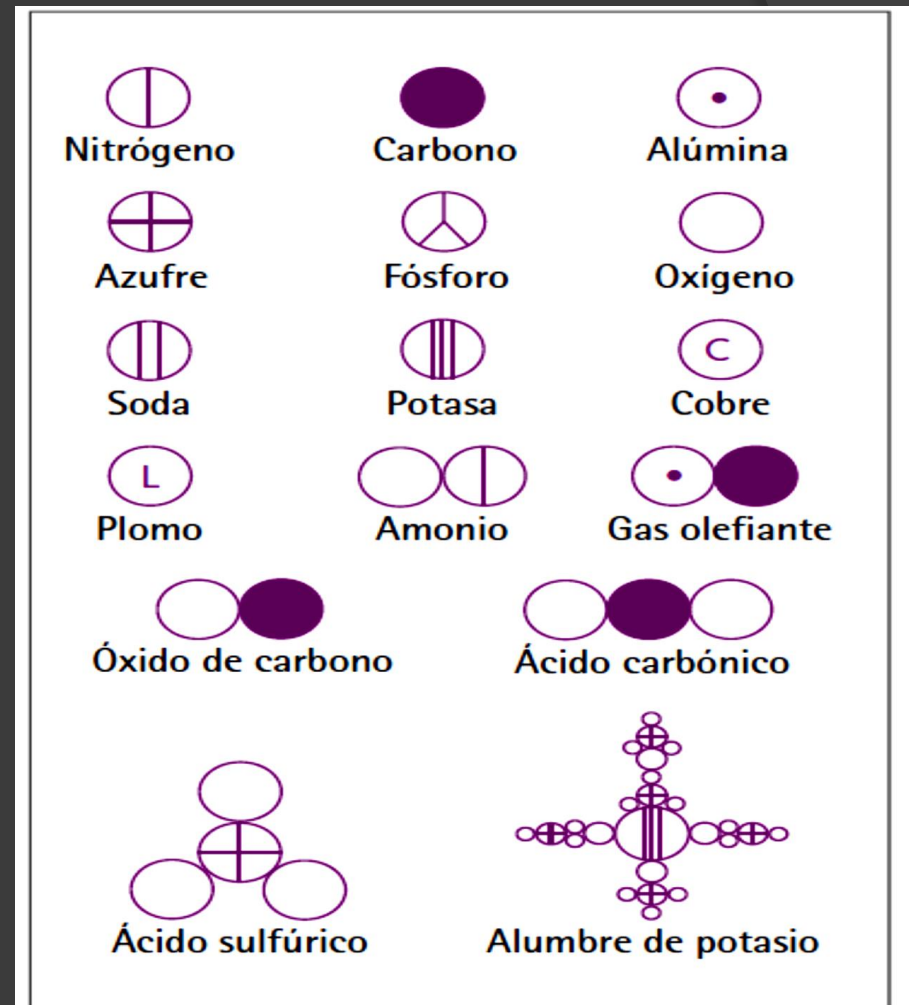 Nitrógeno
Carbono
Alúmina
Azufre
Fósforo
Oxígeno
Soda
Potasa
C
Cobre
L
Plomo
Amonio
Gas olefiante
Óxido de carbono
Ácido carbónico
Ácido sulfúrico
Alumbre de potasio